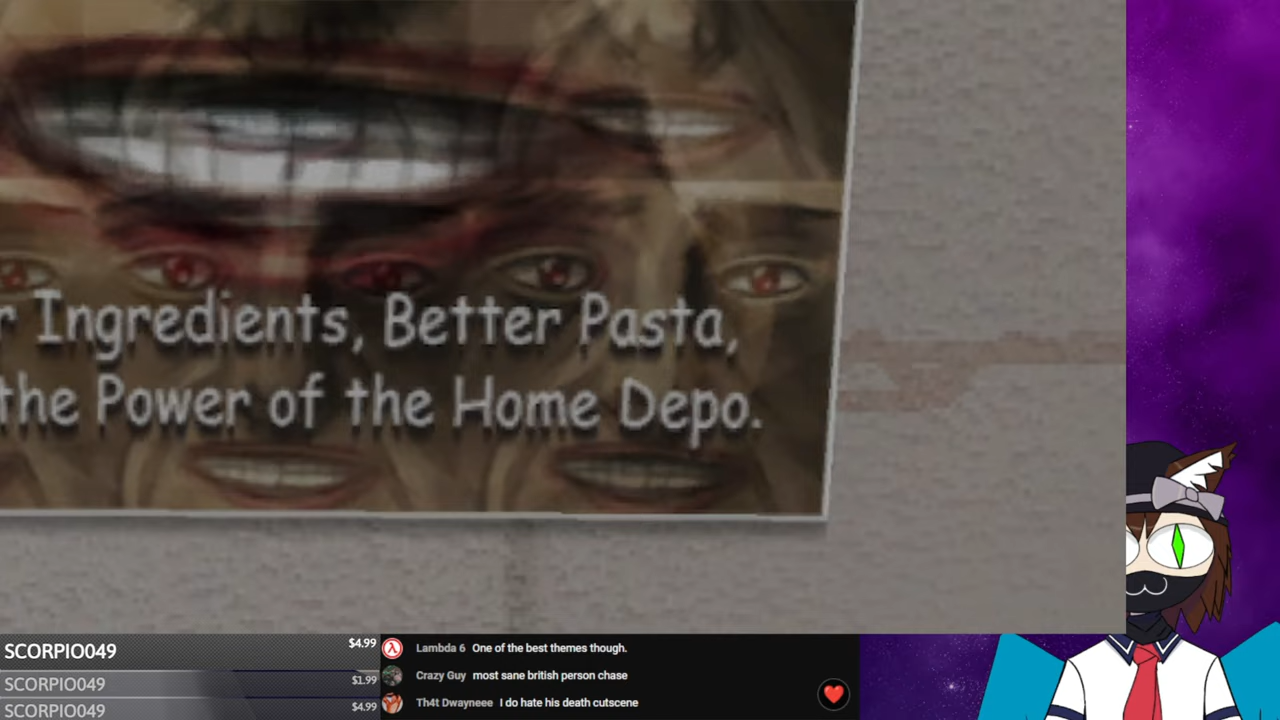 r Ingredients, Better Pasta,
the Power of the Home Depo.
SCORPIO049 $4.99
SCORPIO049 $1.99
SCORPIO049 $4.99
Lambda 6 One of the best themes though.
Crazy Guy most sane british person chase
Th4t Dwayneee I do hate his death cutscene